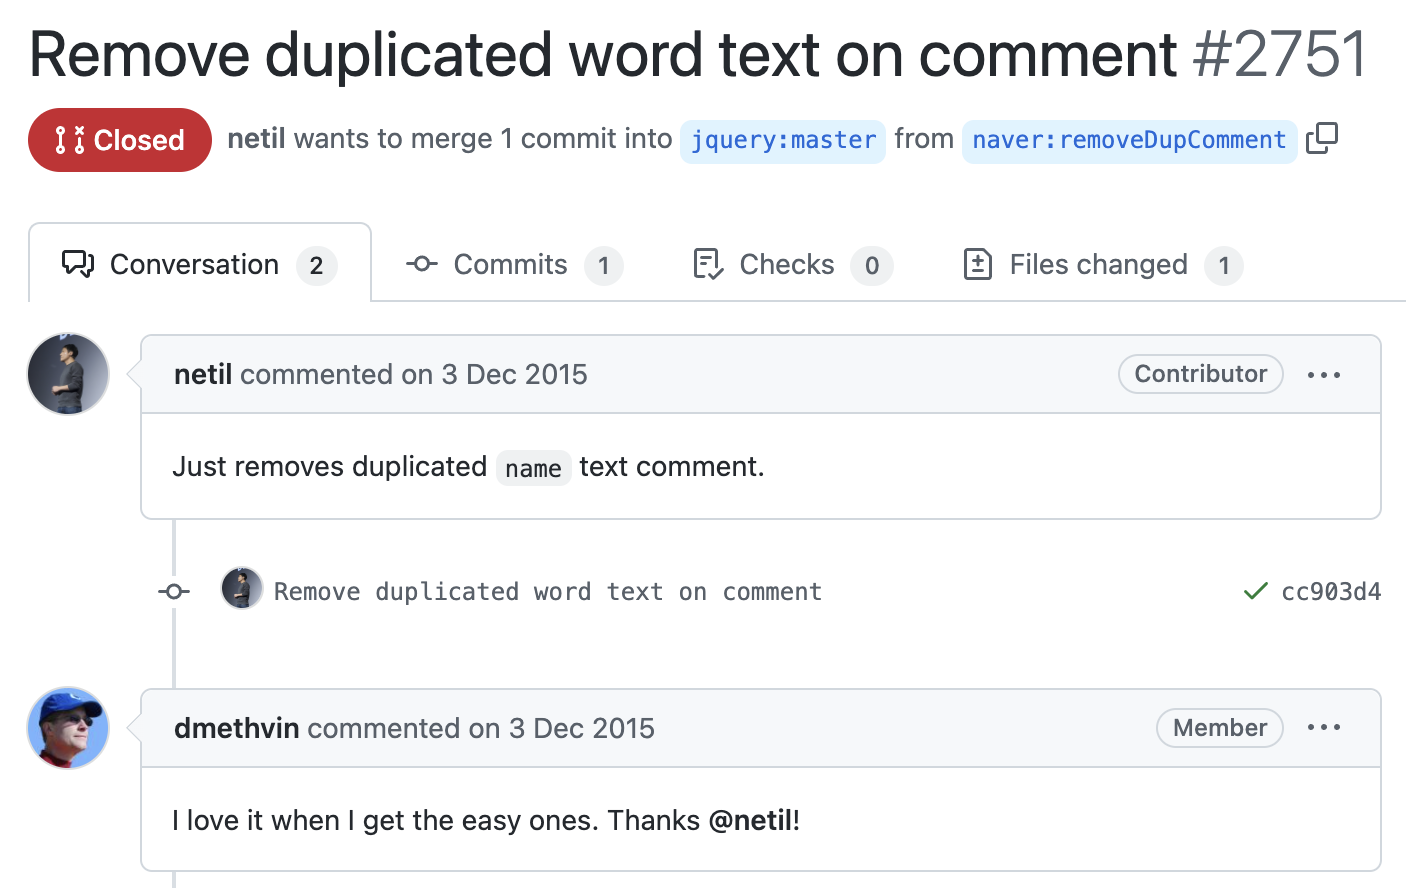 Remove duplicated word text on comment #2751
Closed netil wants to merge 1 commit into jquery:master from naver:removeDupComment
Conversation 2 Commits 1 Checks 0 Files changed 1
netil commented on 3 Dec 2015 Contributor
Just removes duplicated name text comment.
Remove duplicated word text on comment cc903d4
dmethvin commented on 3 Dec 2015 Member
I love it when I get the easy ones. Thanks @netil!